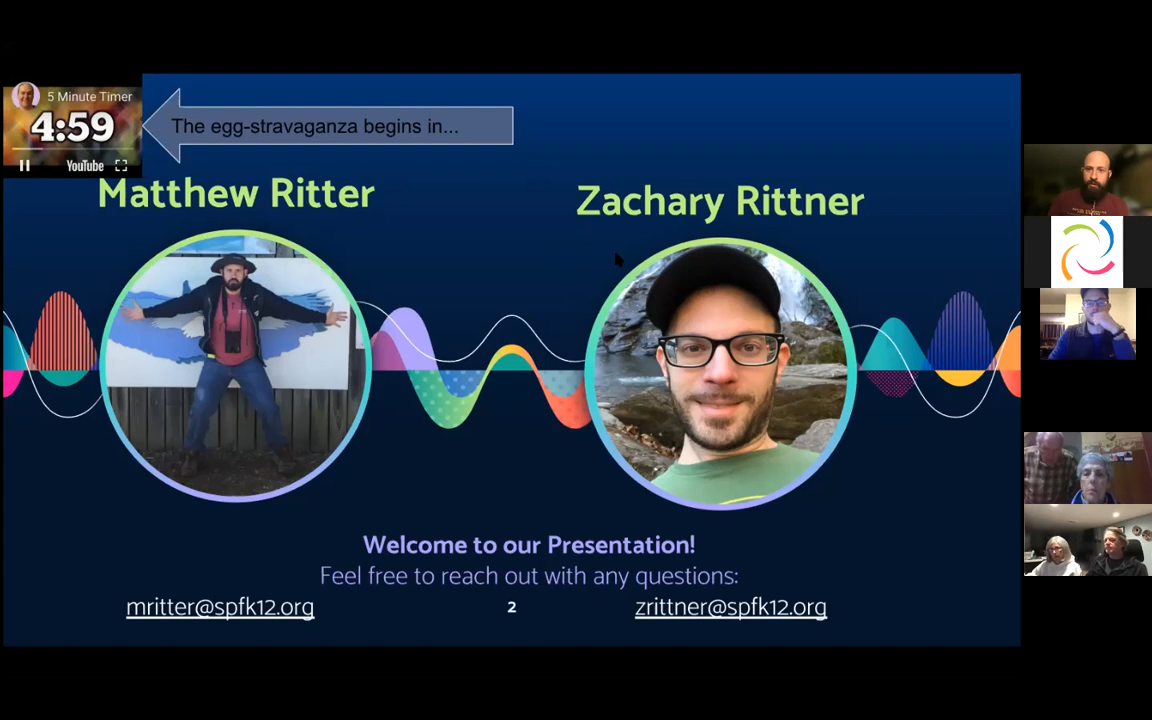 5 Minute Timer
4:59
YouTube
The egg-stravaganza begins in...
Matthew Ritter
Zachary Rittner
Welcome to our Presentation!
Feel free to reach out with any questions:
mritter@spfk12.org
2
zrittner@spfk12.org